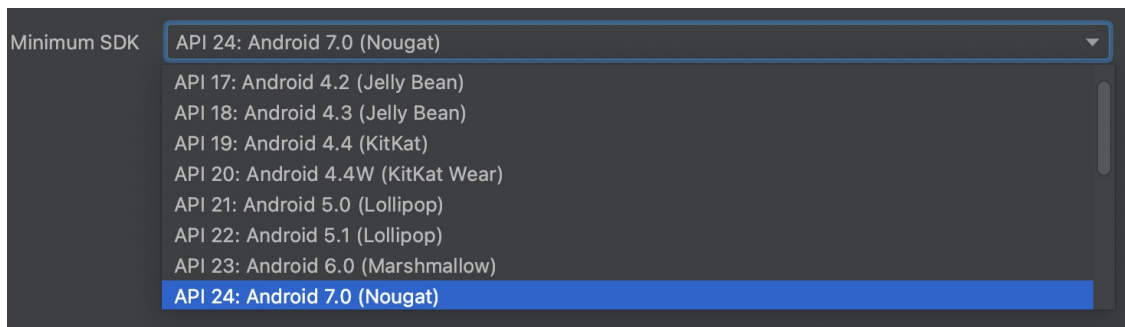 Minimum SDK API 24: Android 7.0 (Nougat)
API 17: Android 4.2 (Jelly Bean)
API 18: Android 4.3 (Jelly Bean)
API 19: Android 4.4 (KitKat)
API 20: Android 4.4W (KitKat Wear)
API 21: Android 5.0 (Lollipop)
API 22: Android 5.1 (Lollipop)
API 23: Android 6.0 (Marshmallow)
API 24: Android 7.0 (Nougat)